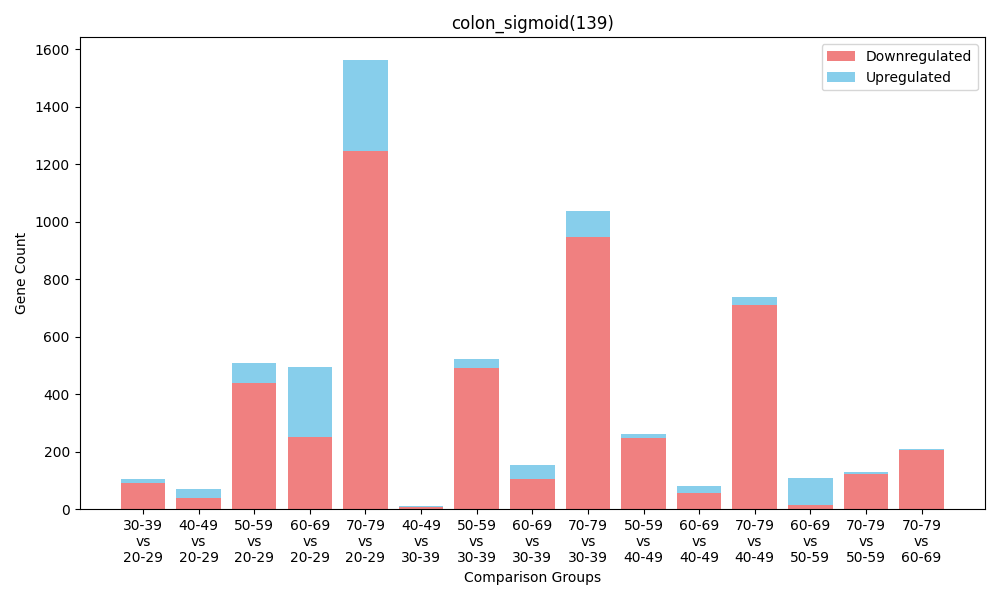 colon_sigmoid(139)
Downregulated
Upregulated
Gene Count
1600
1400
1200
1000
800
600
400
200
0
30-39 vs 20-29
40-49 vs 20-29
50-59 vs 20-29
60-69 vs 20-29
70-79 vs 20-29
40-49 vs 30-39
50-59 vs 30-39
60-69 vs 30-39
70-79 vs 30-39
50-59 vs 40-49
60-69 vs 40-49
70-79 vs 40-49
60-69 vs 50-59
70-79 vs 50-59
70-79 vs 60-69
Comparison Groups